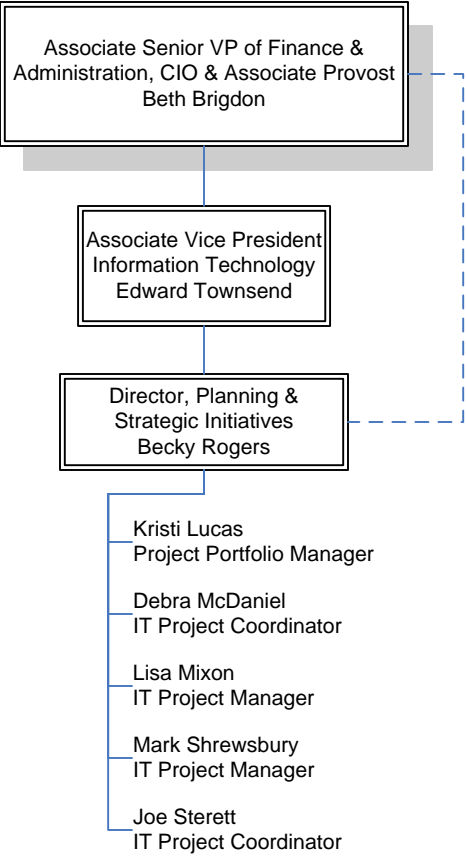 Associate Senior VP of Finance &
Administration, CIO & Associate Provost
Beth Brigdon
Associate Vice President
Information Technology
Edward Townsend
Director, Planning &
Strategic Initiatives
Becky Rogers
Kristi Lucas
Project Portfolio Manager
Debra McDaniel
IT Project Coordinator
Lisa Mixon
IT Project Manager
Mark Shrewsbury
IT Project Manager
Joe Sterett
IT Project Coordinator